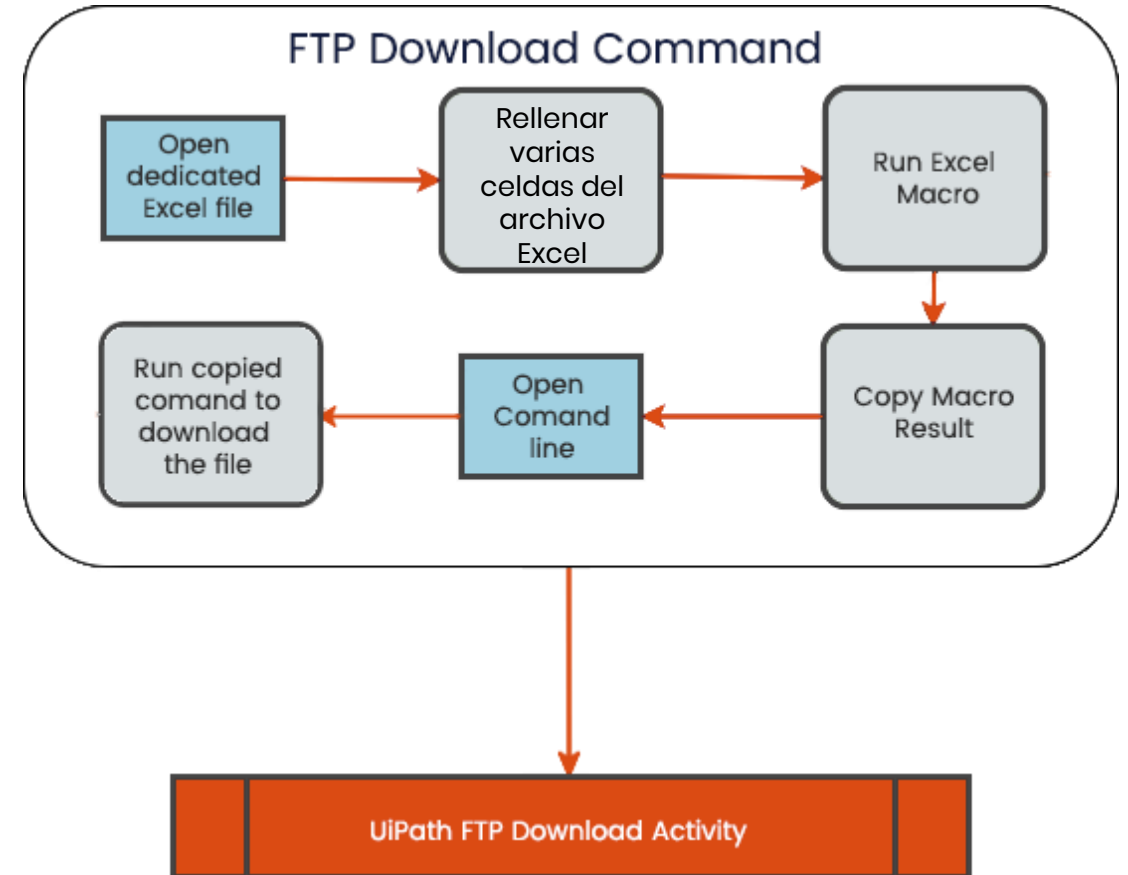 FTP Download Command
Open
dedicated
Excel file
Rellenar
varias
celdas del
archivo
Excel
Run Excel
Macro
Copy Macro
Result
Open
Comand
line
Run copied
comand to
download
the file
UiPath FTP Download Activity